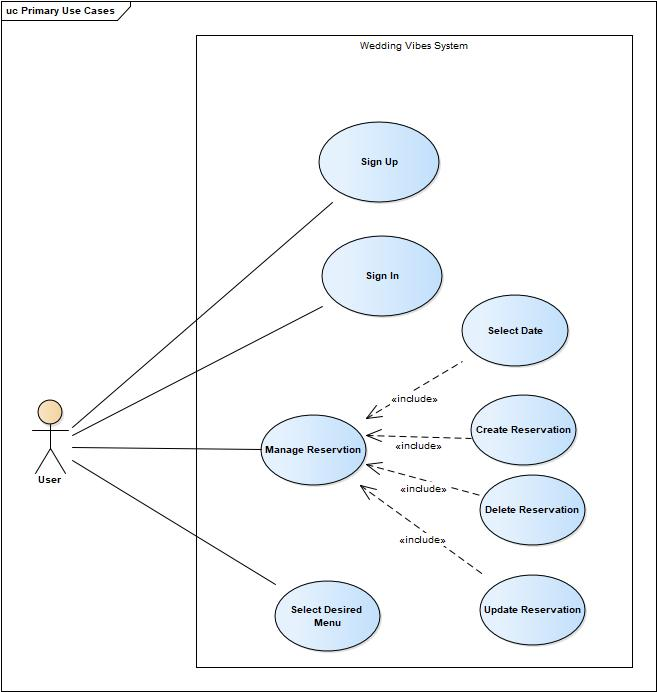 uc Primary Use Cases
Wedding Vibes System
Sign Up
Sign In
Select Date
«include»
Create Reservation
«include»
Manage Reservtion
User
«include»
Delete Reservation
«include»
Select Desired
Menu
Update Reservation